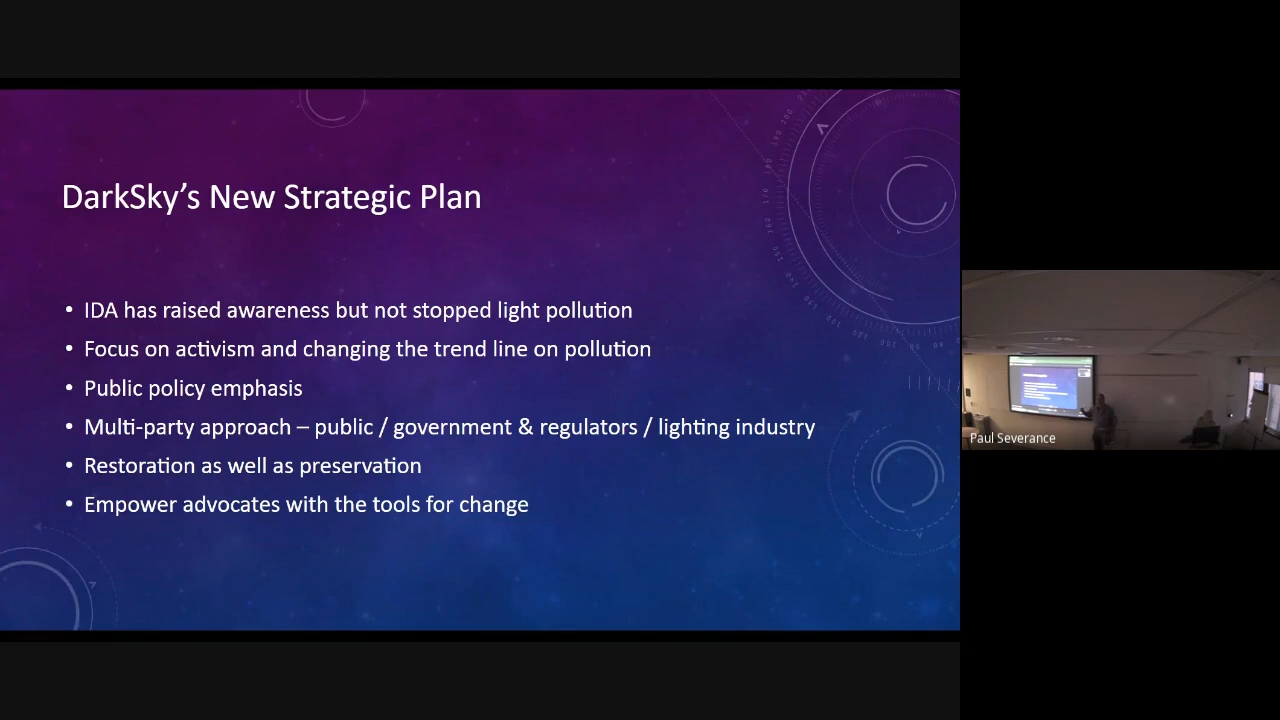 DarkSky's New Strategic Plan
• IDA has raised awareness but not stopped light pollution
• Focus on activism and changing the trend line on pollution
• Public policy emphasis
• Multi-party approach – public / government & regulators / lighting industry
• Restoration as well as preservation
• Empower advocates with the tools for change
Paul Severance